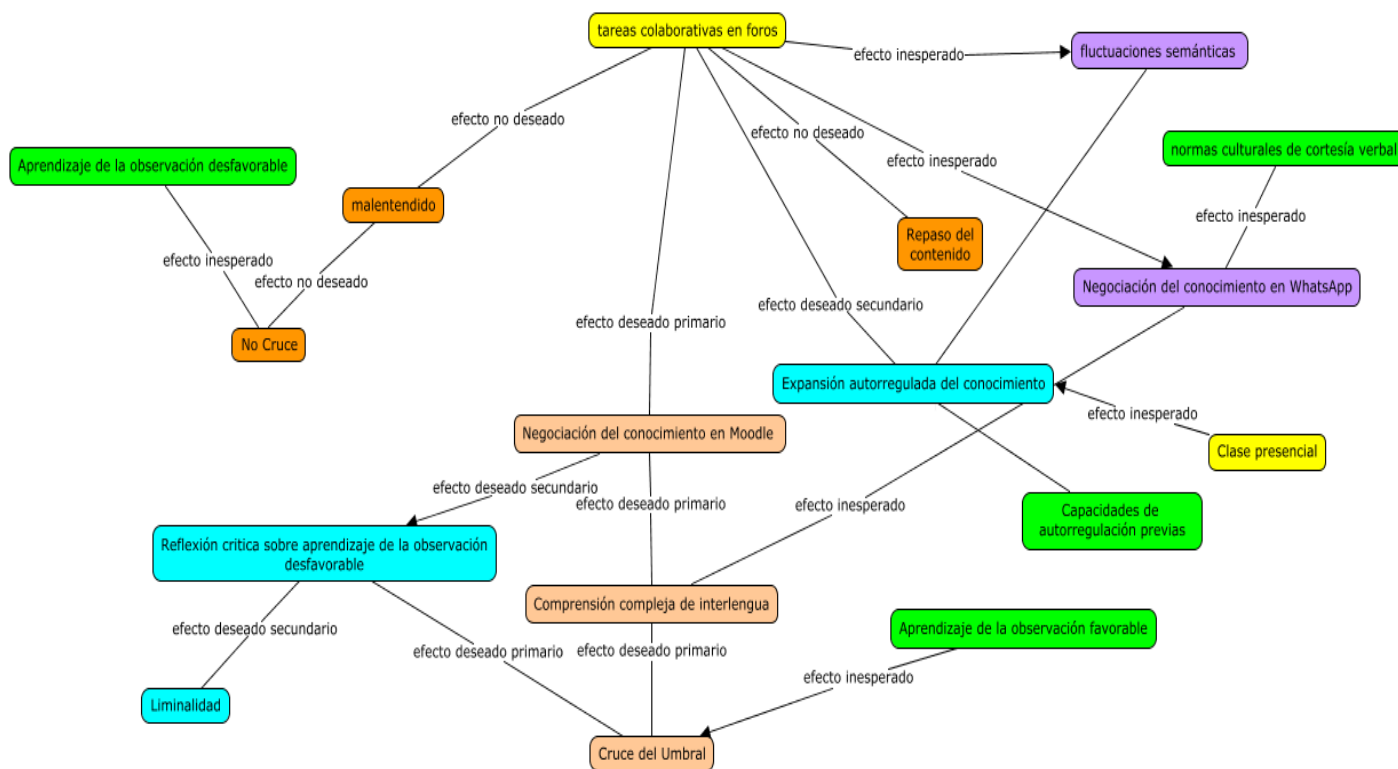 tareas colaborativas en foros
efecto inesperado
fluctuaciones semánticas
efecto no deseado
efecto no deseado
efecto inesperado
normas culturales de cortesía verbal
Aprendizaje de la observación desfavorable
malentendido
efecto inesperado
Repaso del
contenido
efecto inesperado
efecto no deseado
Negociación del conocimiento en WhatsApp
efecto deseado primario
efecto deseado secundario
No Cruce
Expansión autorregulada del conocimiento
efecto inesperado
Negociación del conocimiento en Moodle
Clase presencial
efecto deseado secundario
efecto deseado primario
efecto inesperado
Capacidades de
autorregulación previas
Reflexión critica sobre aprendizaje de la observación
desfavorable
Comprensión compleja de interlengua
efecto deseado secundario
Aprendizaje de la observación favorable
efecto deseado primario
efecto deseado primario
efecto inesperado
Liminalidad
Cruce del Umbral